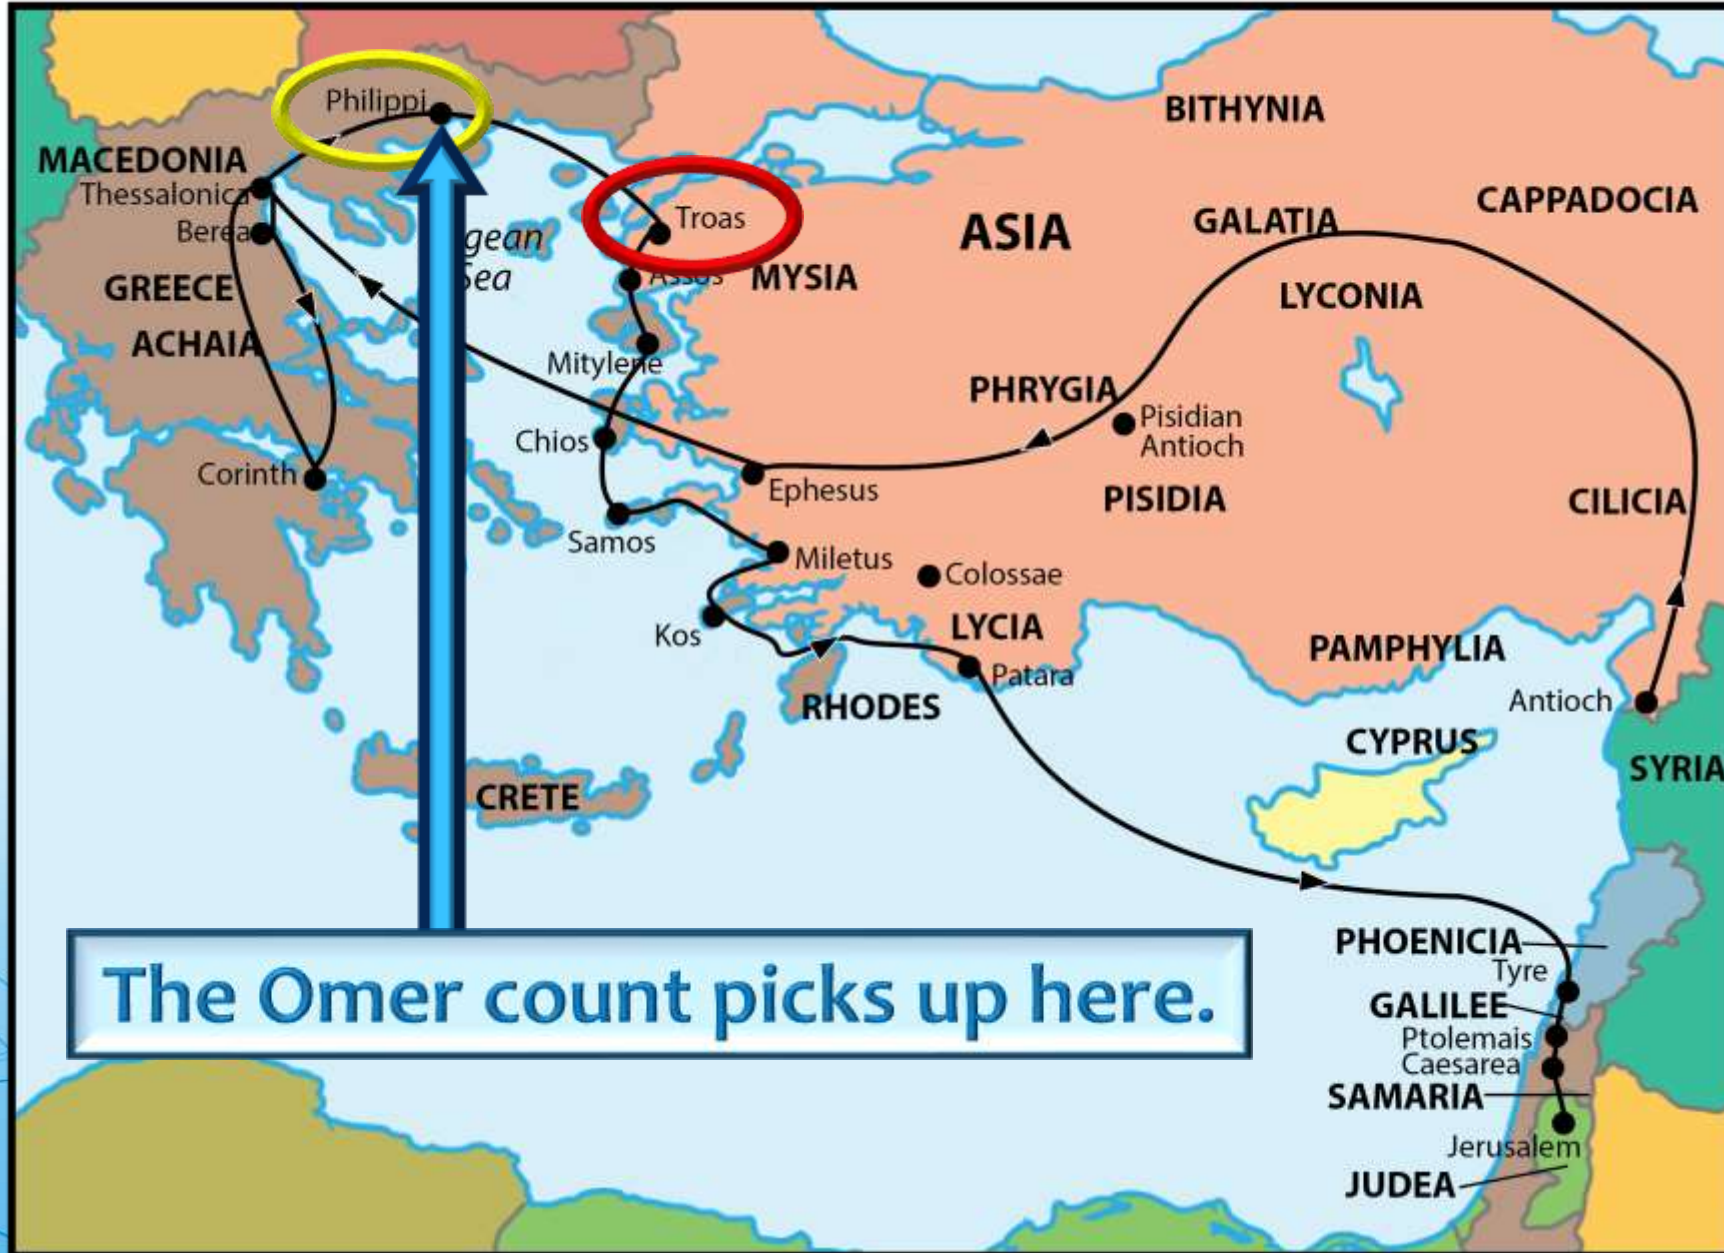 Philippi
BITHYNIA
MACEDONIA
Thessalonica
Berea
Troas
CAPPADOCIA
GALATIA
ASIA
gean
Sea
Assos
MYSIA
GREECE
LYCONIA
ACHAIA
Mitylene
PHRYGIA
Pisidian
Antioch
Chios
Corinth
Ephesus
PISIDIA
CILICIA
Samos
Miletus
Colossae
Kos
LYCIA
PAMPHYLIA
Patara
RHODES
Antioch
CYPRUS
SYRIA
CRETE
The Omer count picks up here.
PHOENICIA
Tyre
GALILEE
Ptolemais
Caesarea
SAMARIA
Jerusalem
JUDEA